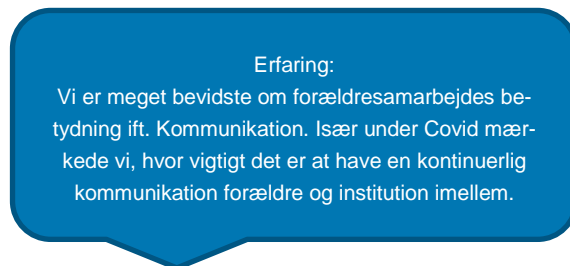 Erfaring:
Vi er meget bevidste om forældresamarbejdes be-
tydning ift. Kommunikation. Især under Covid mær-
kede vi, hvor vigtigt det er at have en kontinuerlig
kommunikation forældre og institution imellem.